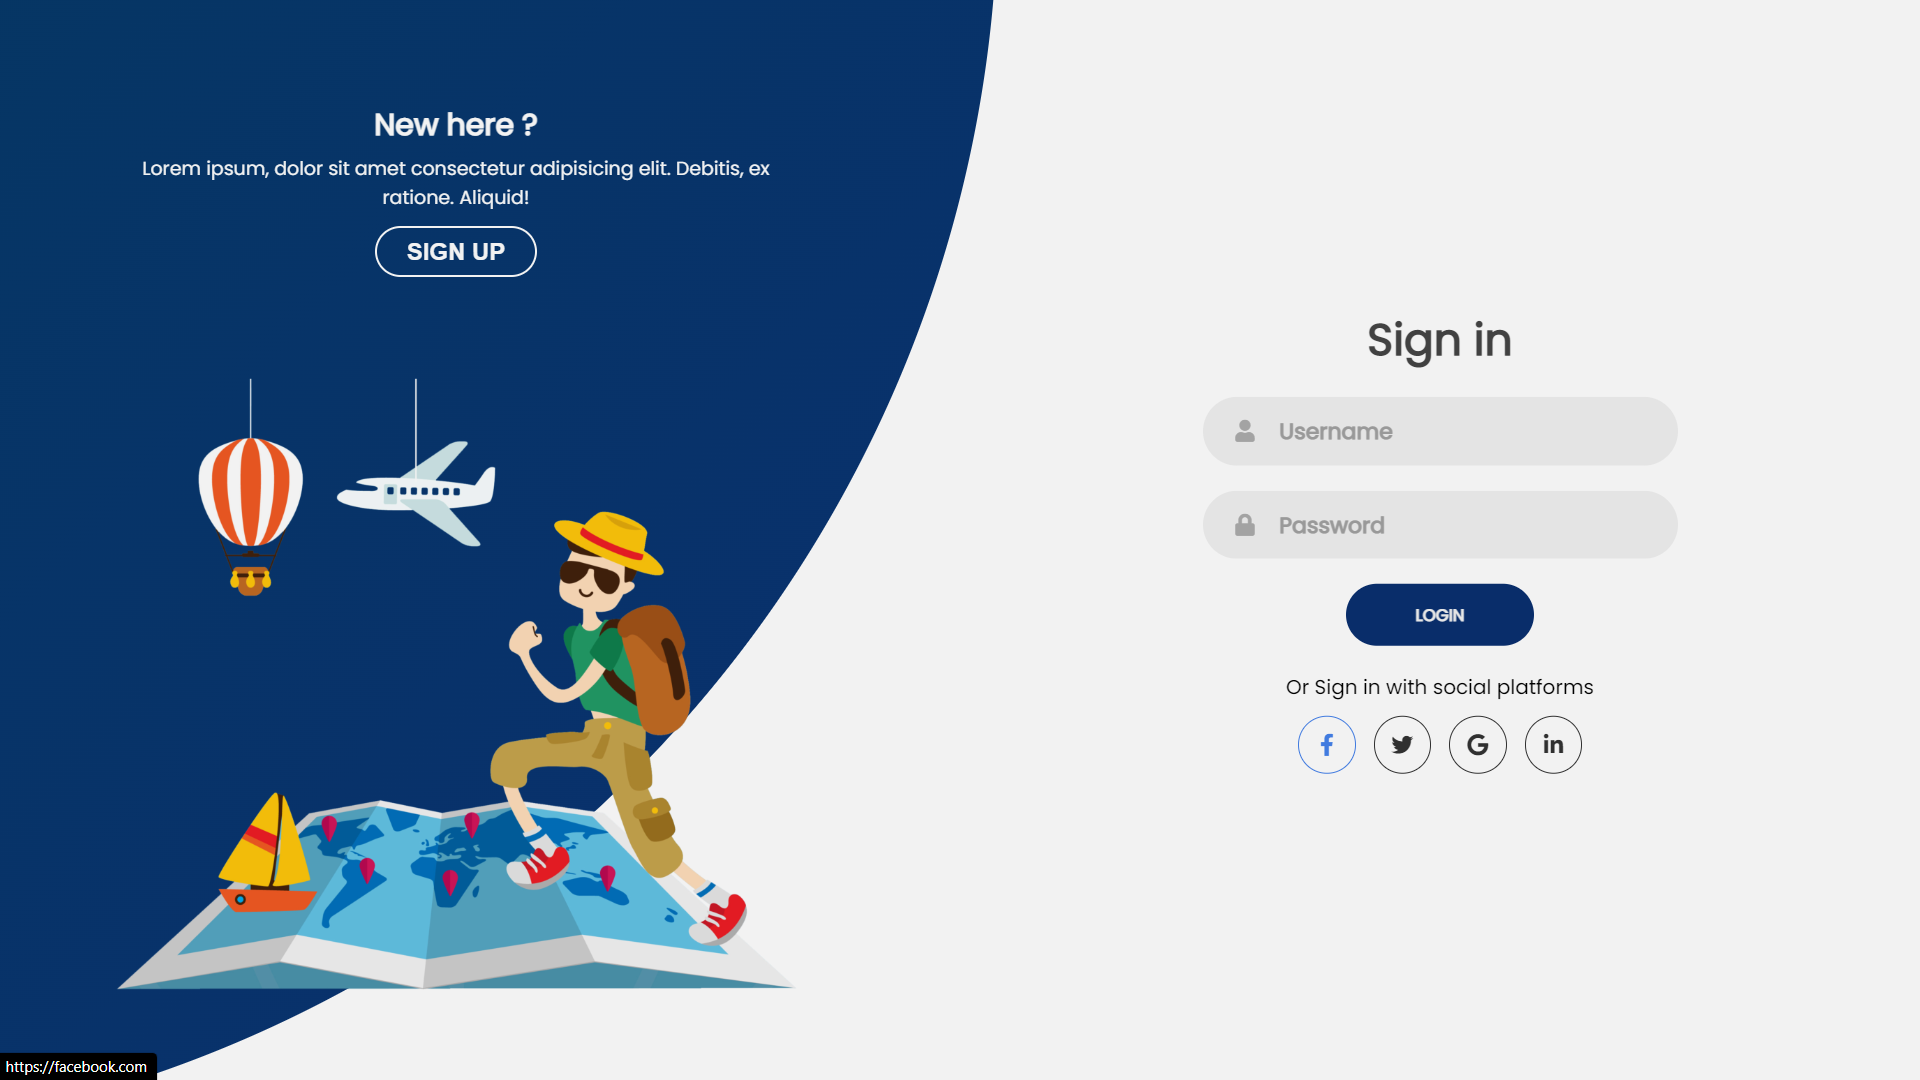 New here ?
Lorem ipsum, dolor sit amet consectetur adipisicing elit. Debitis, ex
ratione. Aliquid!
SIGN UP
Sign in
Username
Password
LOGIN
Or Sign in with social platforms
https://facebook.com